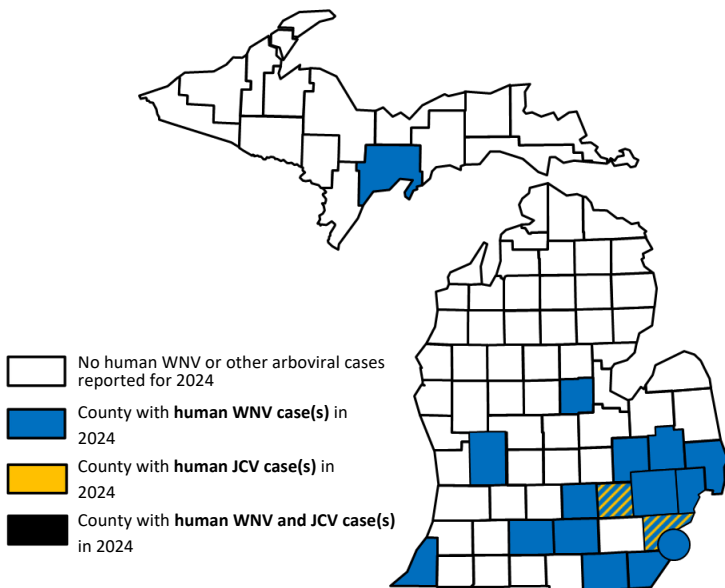 No human WNV or other arboviral cases
reported for 2024
County with human WNV case(s) in
2024
County with human JCV case(s) in
2024
County with human WNV and JCV case(s)
in 2024